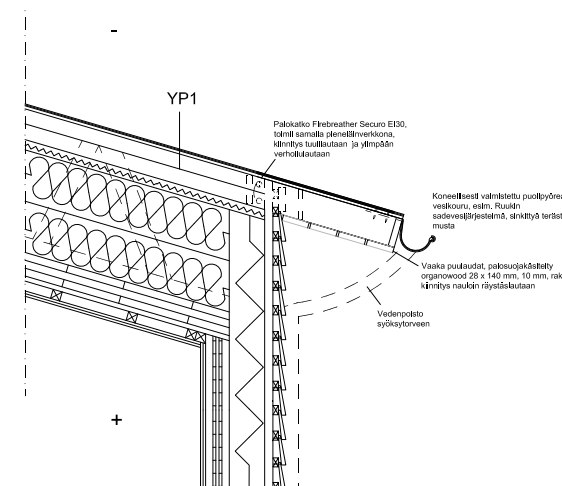 -
YP1
Palokatko Firebreather Securo EI30,
toimii samalla pieneläinverkkona,
kiinnitys tuulilautaan ja ylimpään
verhoilulautaan
Koneellisesti valmistettu puolipyörea
vesikouru, esim. Ruukin
sadevesijärjestelmä, sinkittyä teräst
musta
Vaaka puulaudat, palosuojakäsitelty
organowood 28 x 140 mm, 10 mm, rak
kiinnitys nauloin räystäslautaan
Vedenpoisto
syöksytorveen
+